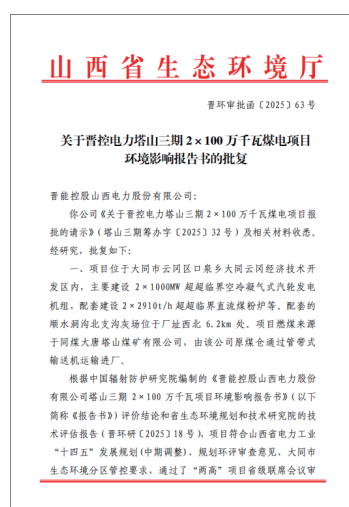 山西省生态环境厅
晋环审批函〔2025〕63号
关于晋控电力塔山三期2×100万千瓦煤电项目
环境影响报告书的批复
晋能控股山西电力股份有限公司：
你公司《关于晋控电力塔山三期2×100万千瓦煤电项目报
批的请示》（塔山三期筹办字〔2025〕32号）及相关材料收悉。
经研究，批复如下：
一、项目位于大同市云冈区口泉乡大同云冈经济技术开
发区内，主要建设2×1000MW超超临界空冷凝气式汽轮发电
机组，配套建设2×2910t/h超超临界直流煤粉炉等。配套的
顺水涧沟北支沟灰场位于厂址西北6.2km处。项目燃煤来源
于同煤大唐塔山煤矿有限公司，由该公司原煤仓通过管带式
输送机运输进厂。
根据中国辐射防护研究院编制的《晋能控股山西电力股份
有限公司塔山三期2×100万千瓦项目环境影响报告书》（以下
简称《报告书》）评价结论和省生态环境规划和技术研究院的技
术评估报告（晋环研〔2025〕18号），项目符合山西省电力工业
“十四五”发展规划(中期调整)、规划环评审查意见、大同市
生态环境分区管控要求，通过了“两高”项目省级联席会议审